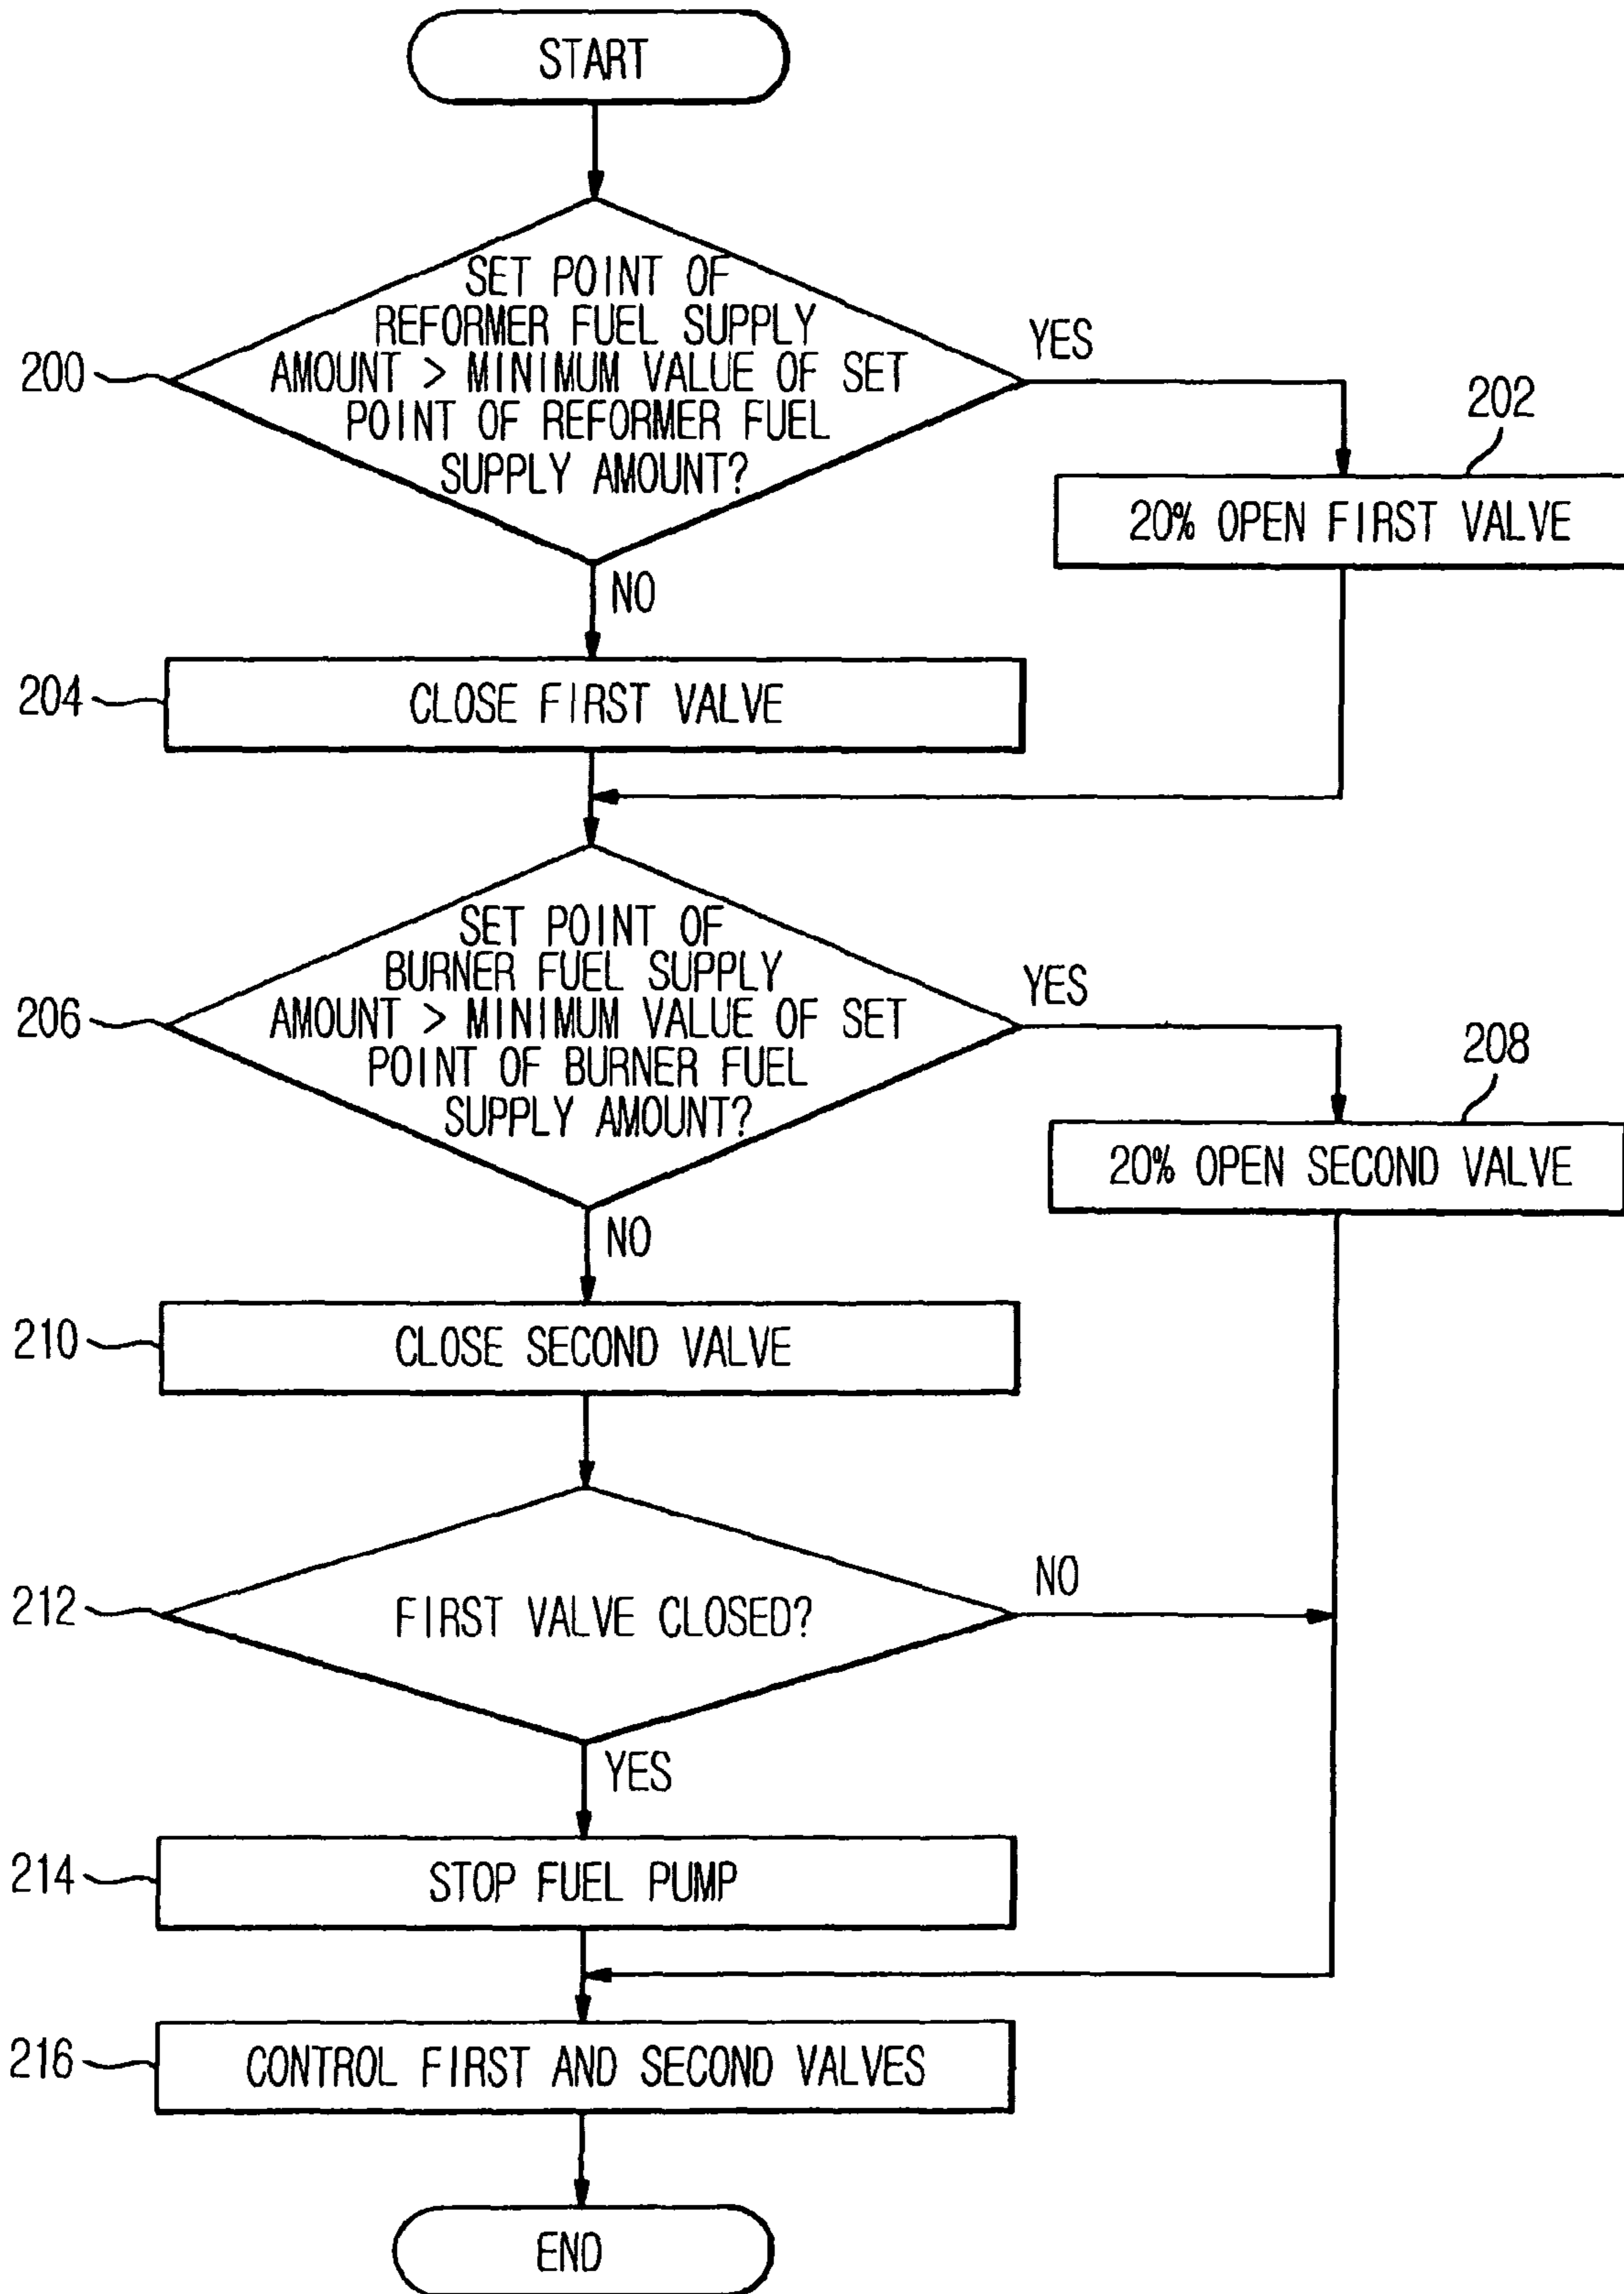 START
SET POINT OF
REFORMER FUEL SUPPLY
AMOUNT > MINIMUM VALUE OF SET
POINT OF REFORMER FUEL
SUPPLY AMOUNT?
200
YES
202
20% OPEN FIRST VALVE
NO
204
CLOSE FIRST VALVE
SET POINT OF
BURNER FUEL SUPPLY
AMOUNT > MINIMUM VALUE OF SET
POINT OF BURNER FUEL
SUPPLY AMOUNT?
206
YES
208
20% OPEN SECOND VALVE
NO
210
CLOSE SECOND VALVE
212
FIRST VALVE CLOSED?
NO
YES
214
STOP FUEL PUMP
216
CONTROL FIRST AND SECOND VALVES
END